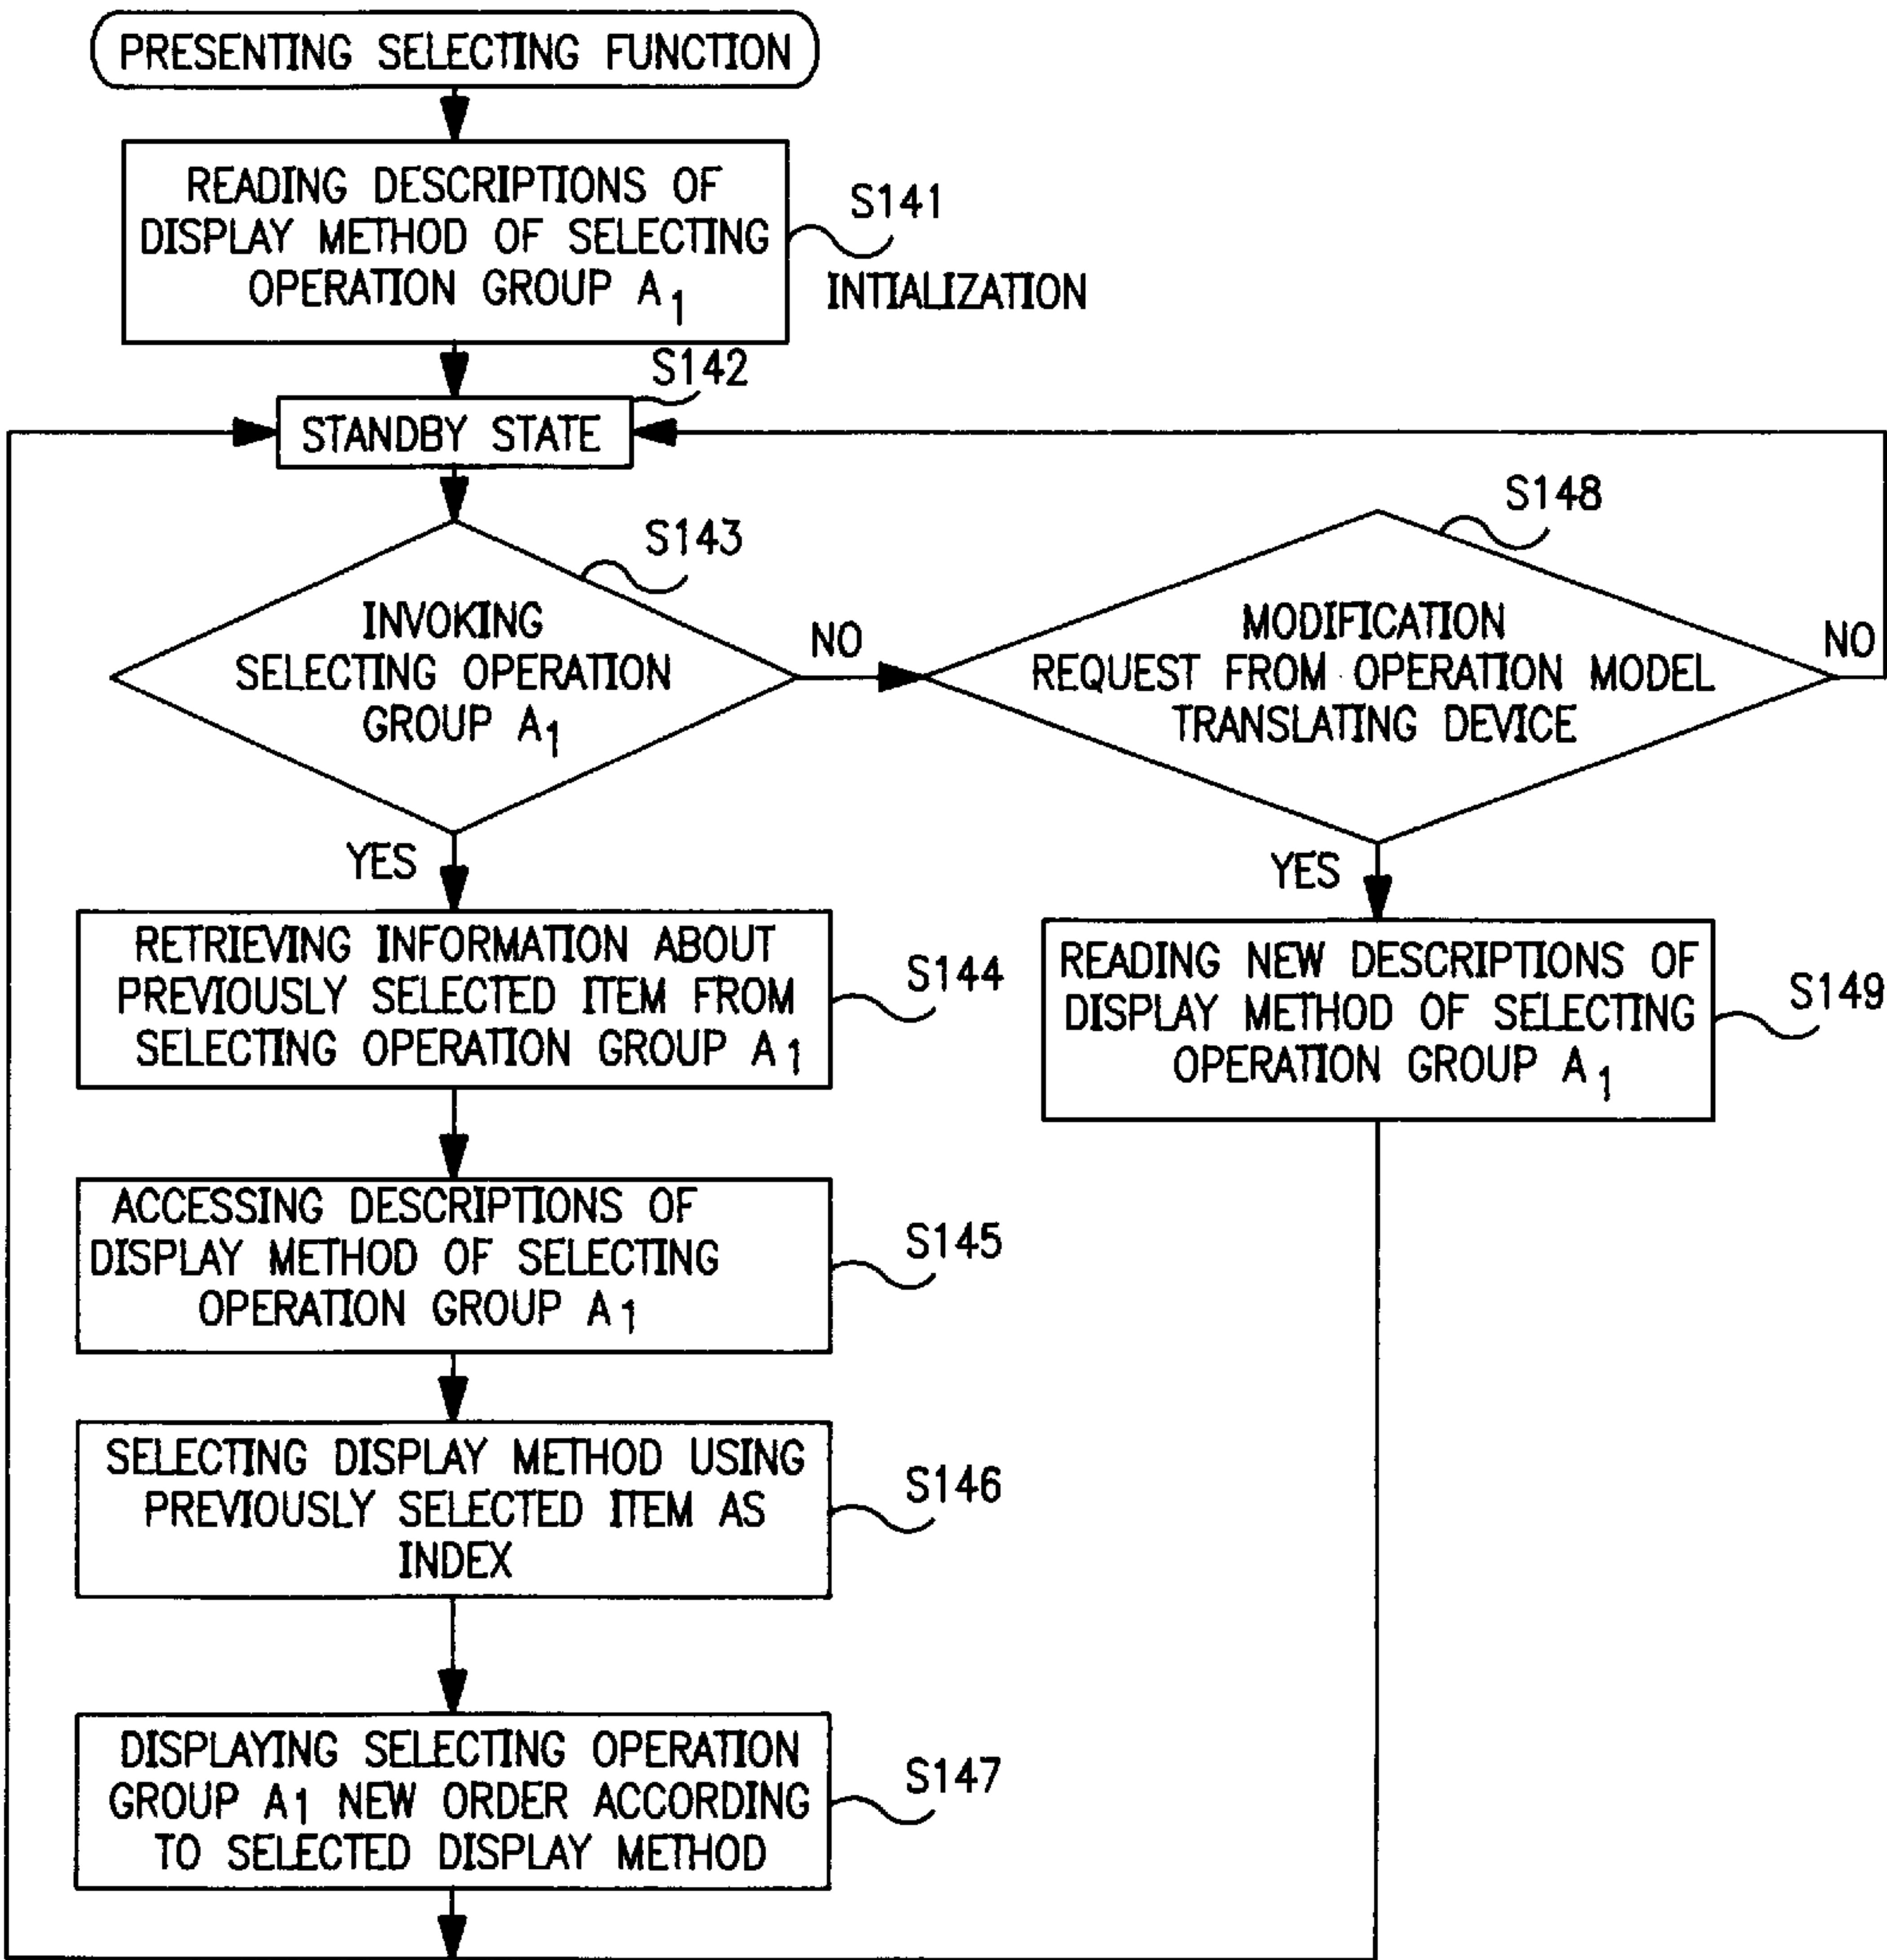 PRESENTING SELECTING FUNCTION
READING DESCRIPTIONS OF
DISPLAY METHOD OF SELECTING
OPERATION GROUP A1
S141
INTIALIZATION
S142
STANDBY STATE
S143
INVOKING
SELECTING OPERATION
GROUP A1
NO
S148
MODIFICATION
REQUEST FROM OPERATION MODEL
TRANSLATING DEVICE
NO
YES
YES
RETRIEVING INFORMATION ABOUT
PREVIOUSLY SELECTED ITEM FROM
SELECTING OPERATION GROUP A1
S144
READING NEW DESCRIPTIONS OF
DISPLAY METHOD OF SELECTING
OPERATION GROUP A1
S149
ACCESSING DESCRIPTIONS OF
DISPLAY METHOD OF SELECTING
OPERATION GROUP A1
S145
SELECTING DISPLAY METHOD USING
PREVIOUSLY SELECTED ITEM AS
INDEX
S146
DISPLAYING SELECTING OPERATION
GROUP A1 NEW ORDER ACCORDING
TO SELECTED DISPLAY METHOD
S147